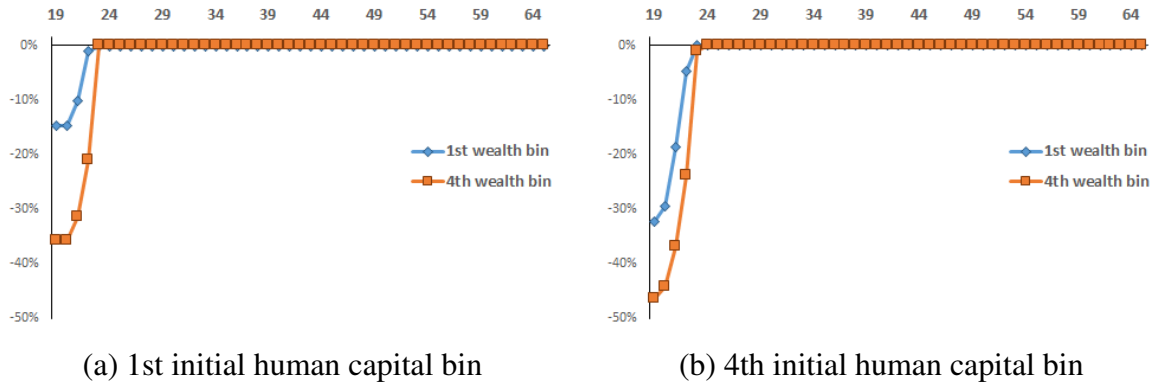 19 24 29 34 39 44 49 54 59 64
0%
-10%
-20%
-30%
-40%
-50%
1st wealth bin
4th wealth bin
(a) 1st initial human capital bin
19 24 29 34 39 44 49 54 59 64
0%
-10%
-20%
-30%
-40%
-50%
1st wealth bin
4th wealth bin
(b) 4th initial human capital bin